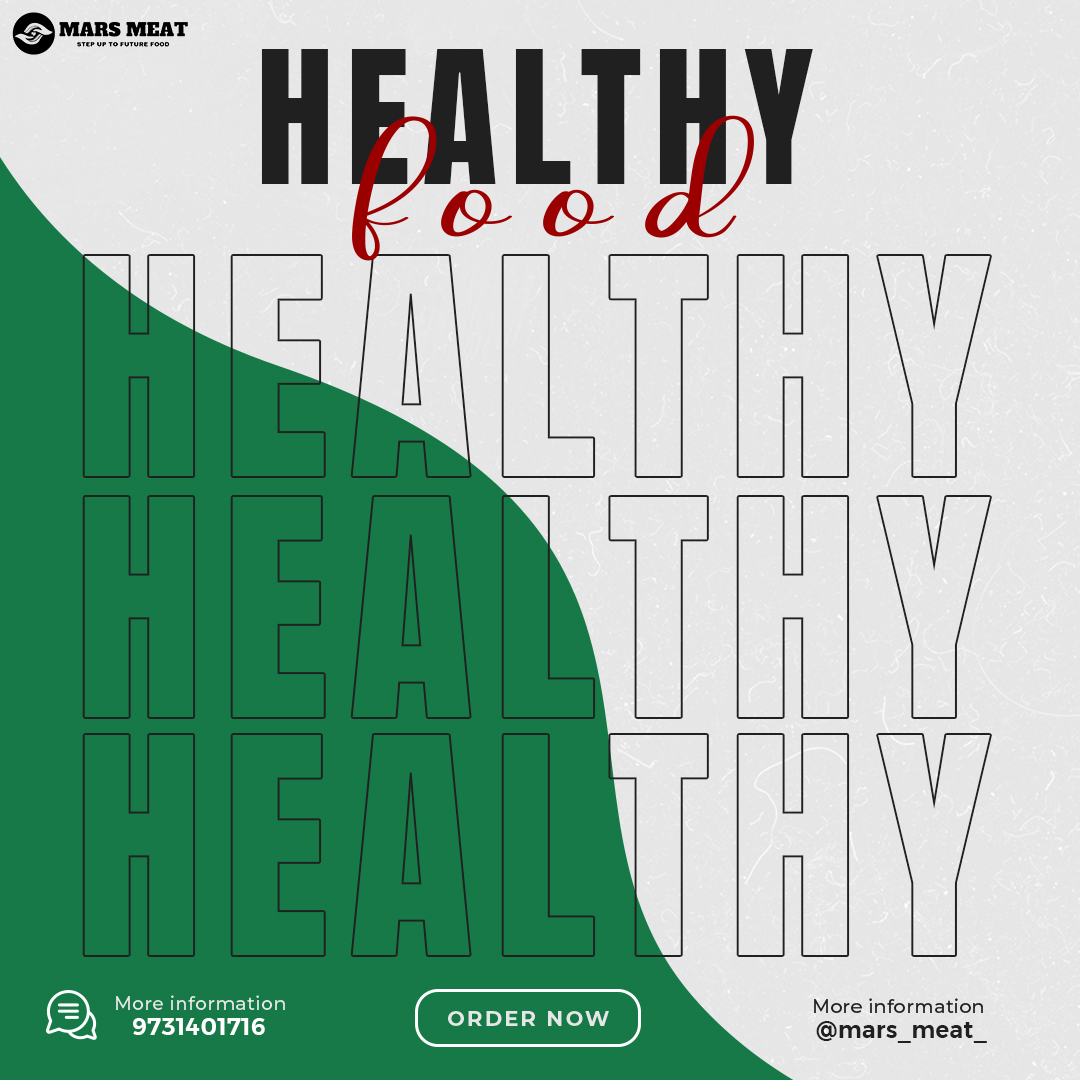 MARS MEAT
STEP UP TO FUTURE FOOD
HEALTHY
food
HEALTHY
HEALTHY
HEALTHY
More information
9731401716
ORDER NOW
More information
@mars_meat_